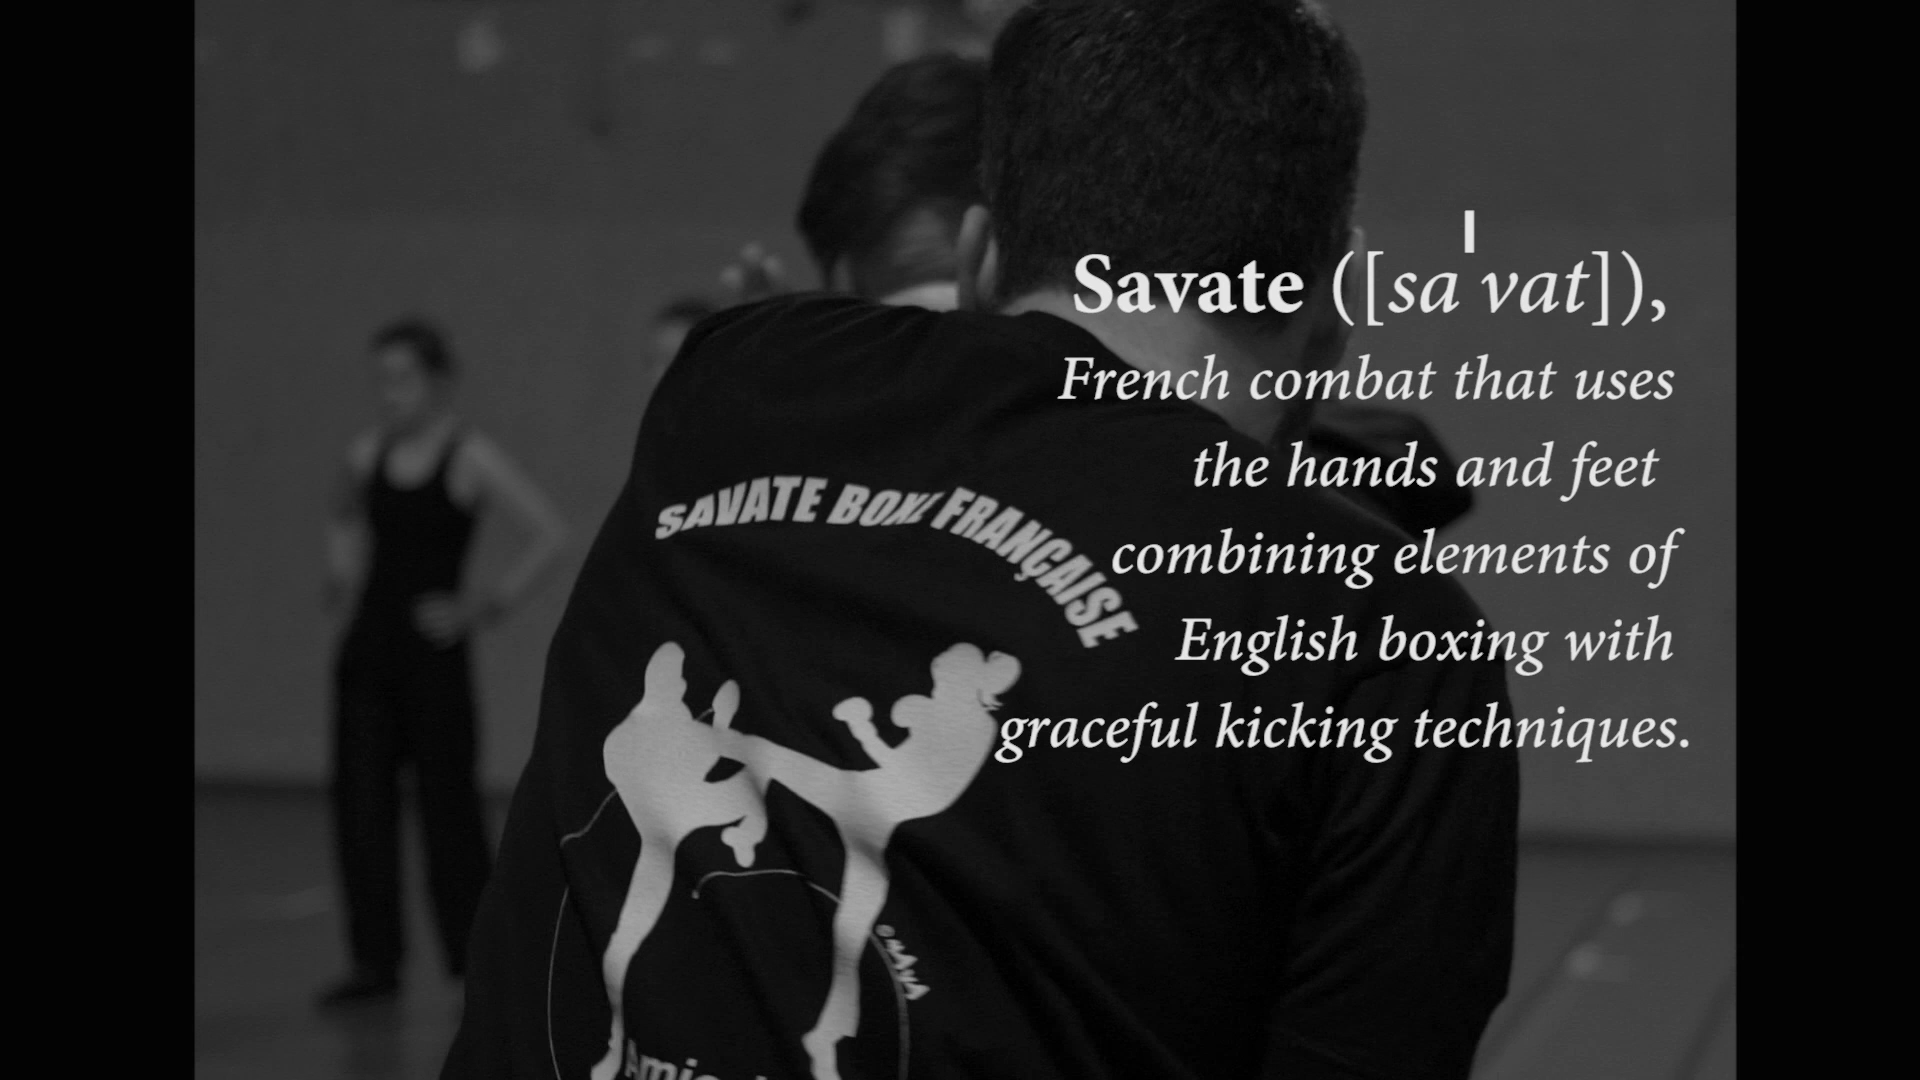 Savate ([saˈvat]),
French combat that uses
the hands and feet
combining elements of
English boxing with
graceful kicking techniques.
SAVATE BOXE FRANÇAISE